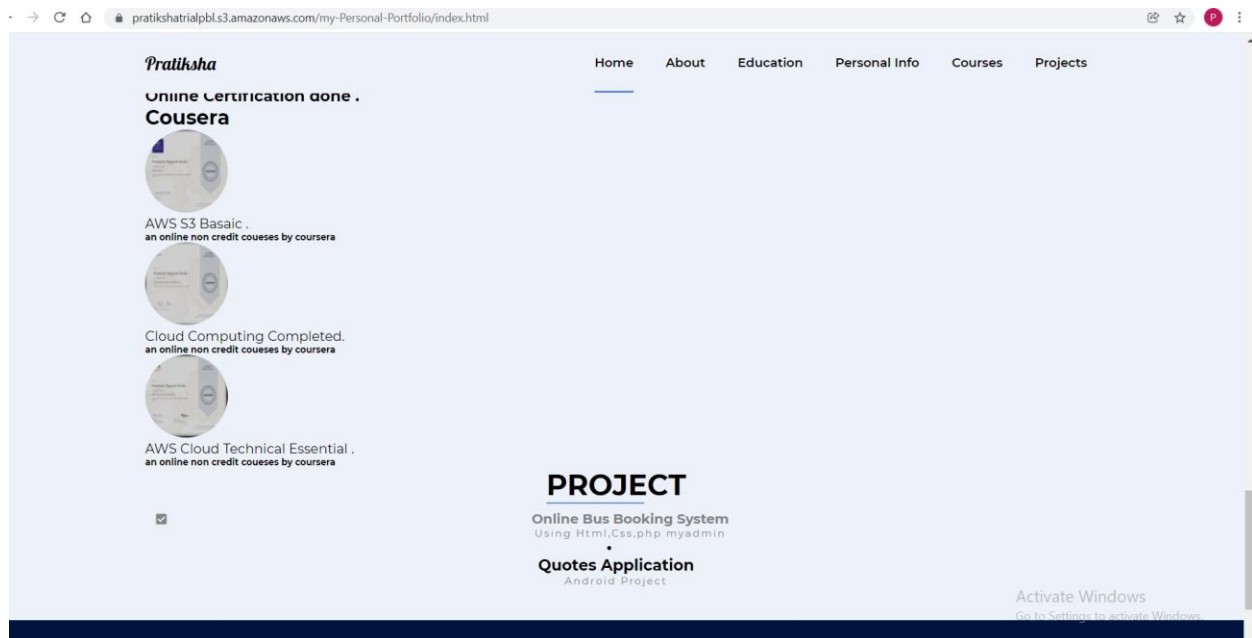 pratikshatrialpbl.s3.amazonaws.com/my-Personal-Portfolio/index.html
P
Pratiksha Home About Education Personal Info Courses Projects
Online Certification done .
Cousera
AWS S3 Basaic .
an online non credit coueses by coursera
Cloud Computing Completed.
an online non credit coueses by coursera
AWS Cloud Technical Essential .
an online non credit coueses by coursera
PROJECT
Online Bus Booking System
Using Html,Css,php myadmin
Quotes Application
Android Project
Activate Windows
Go to Settings to activate Windows.